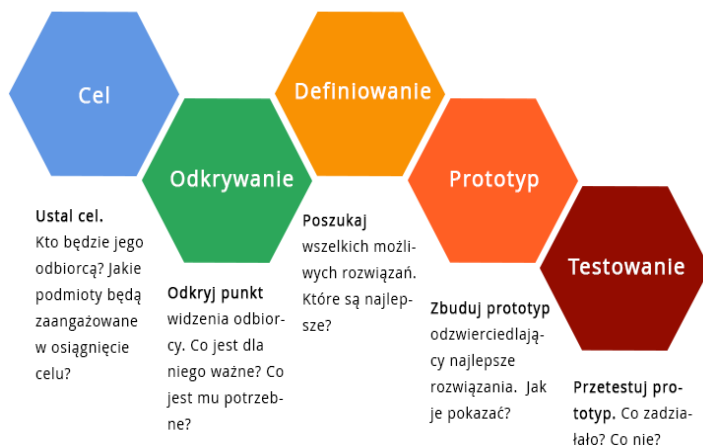 Cel
Ustal cel.
Kto będzie jego
odbiorcą? Jakie
podmioty będą
zaangażowane
w osiągnięcie
celu?
Odkrywanie
Odkryj punkt
widzenia odbior-
cy. Co jest dla
niego ważne? Co
jest mu potrzeb-
ne?
Definiowanie
Poszukaj
wszelkich możli-
wych rozwiązań.
Które są najlep-
sze?
Prototyp
Zbuduj prototyp
odzwierciedlają-
cy najlepsze
rozwiązania. Jak
je pokazać?
Testowanie
Przetestuj pro-
totyp. Co zadzia-
łało? Co nie?